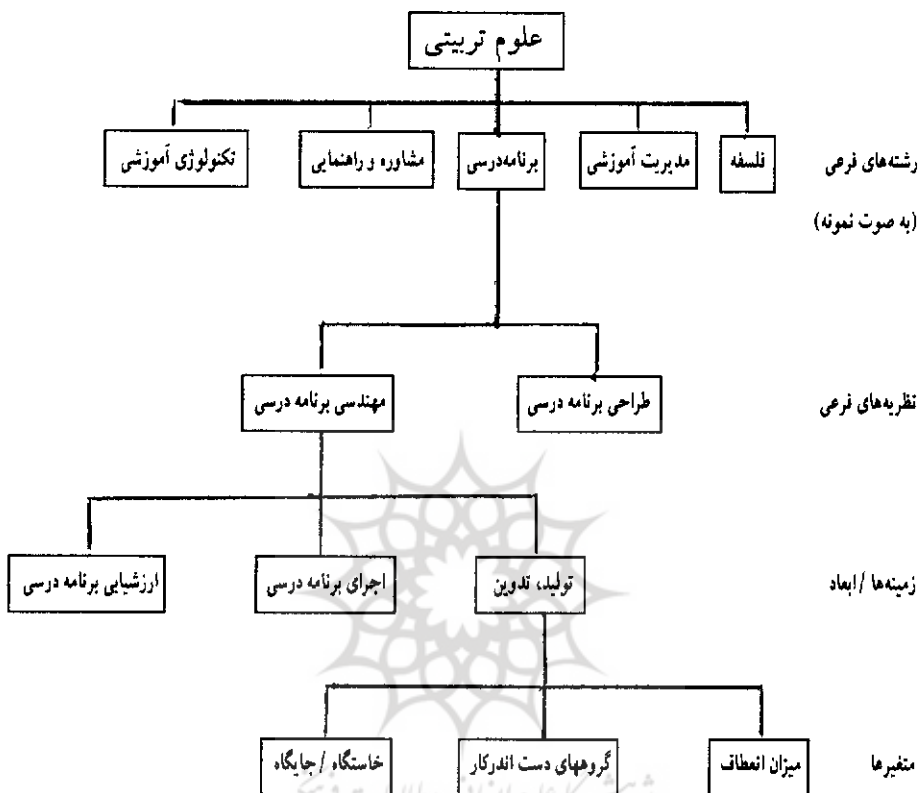 علوم تربیتی
رشته‌های فرعی فلسفه مدیریت آموزشی برنامه‌درسی مشاوره و راهنمایی تکنولوژی آموزشی
(به صوت نمونه)
نظریه‌های فرعی طراحی برنامه درسی مهندسی برنامه درسی
زمینه‌ها / ابعاد تولید، تدوین اجرای برنامه درسی ارزشیابی برنامه درسی
متغیرها میزان انعطاف گروههای دست اندرکار خاستگاه / جایگاه